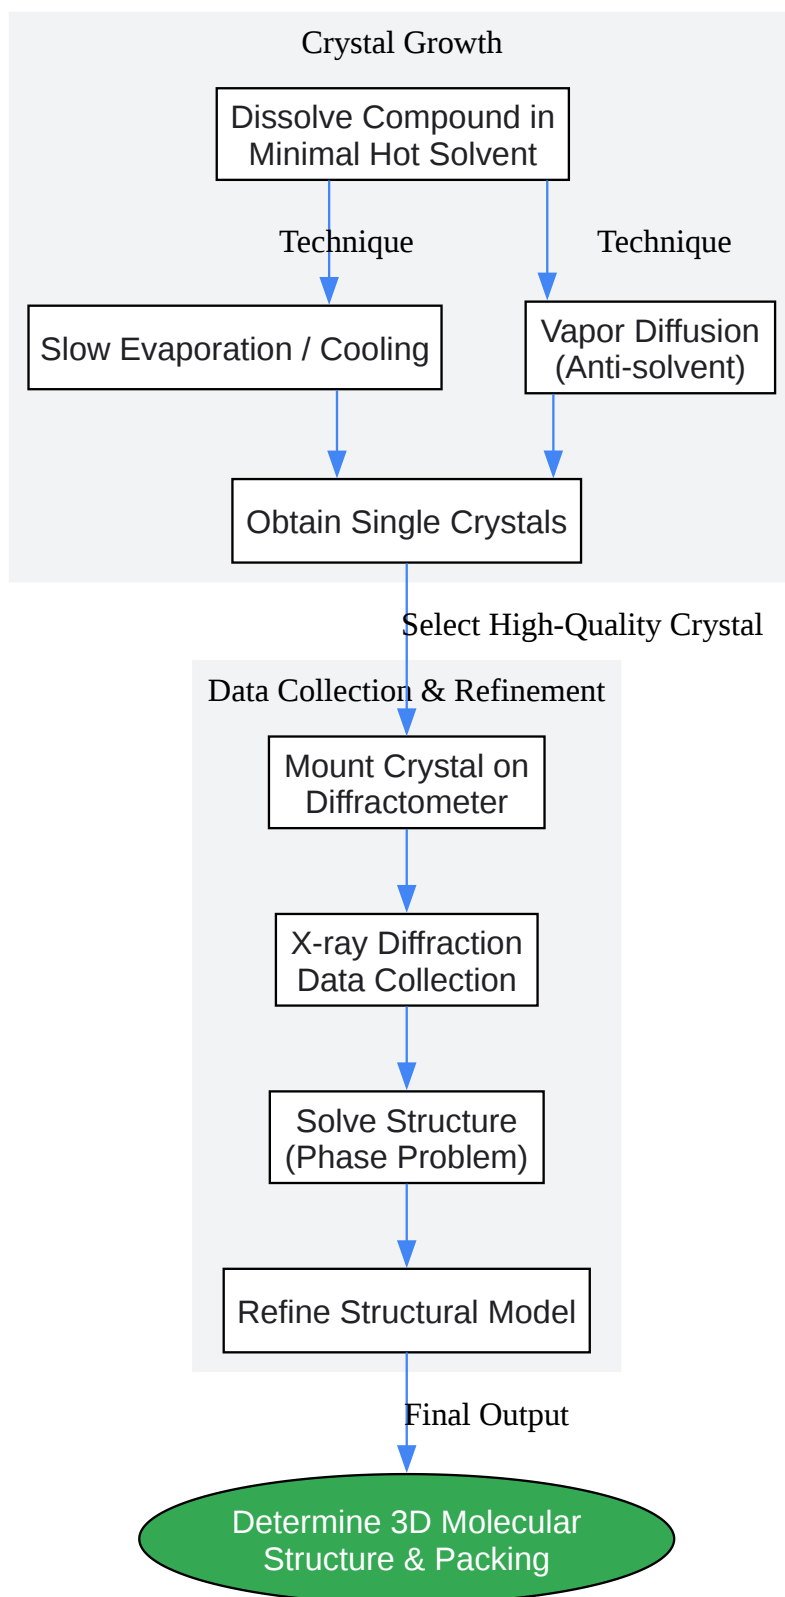 Crystal Growth
Dissolve Compound in
Minimal Hot Solvent
Technique
Technique
Slow Evaporation / Cooling
Vapor Diffusion
(Anti-solvent)
Obtain Single Crystals
Select High-Quality Crystal
Data Collection & Refinement
Mount Crystal on
Diffractometer
X-ray Diffraction
Data Collection
Solve Structure
(Phase Problem)
Refine Structural Model
Final Output
Determine 3D Molecular
Structure & Packing